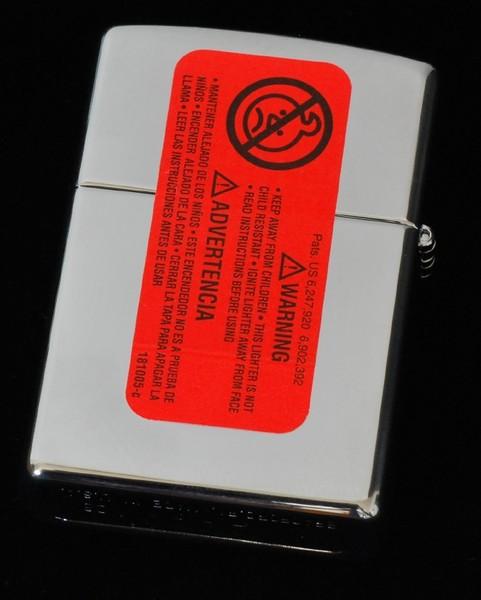 Pats. US 6,247,920 6,902,392
WARNING
• KEEP AWAY FROM CHILDREN • THIS LIGHTER IS NOT
CHILD RESISTANT • IGNITE LIGHTER AWAY FROM FACE
• READ INSTRUCTIONS BEFORE USING
ADVERTENCIA
• MANTENER ALEJADO DE LOS NIÑOS • ESTE ENCENDEDOR NO ES A PRUEBA DE
NIÑOS • ENCENDER ALEJADO DE LA CARA • CERRAR LA TAPA PARA APAGAR LA
LLAMA • LEER LAS INSTRUCCIONES ANTES DE USAR
181005-c